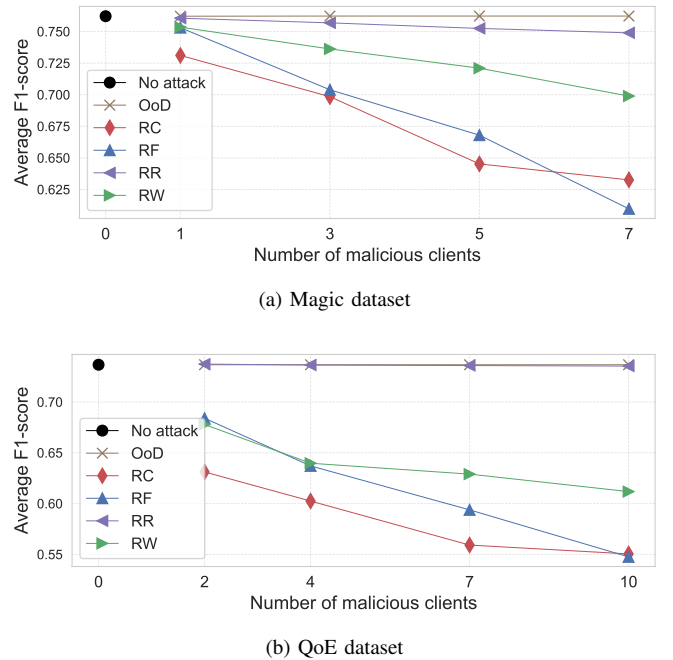 0.750
0.725
0.700
0.675
0.650
0.625
Average F1-score
No attack
OoD
RC
RF
RR
RW
0 1 3 5 7
Number of malicious clients
(a) Magic dataset
0.70
0.65
0.60
0.55
Average F1-score
No attack
OoD
RC
RF
RR
RW
0 2 4 7 10
Number of malicious clients
(b) QoE dataset